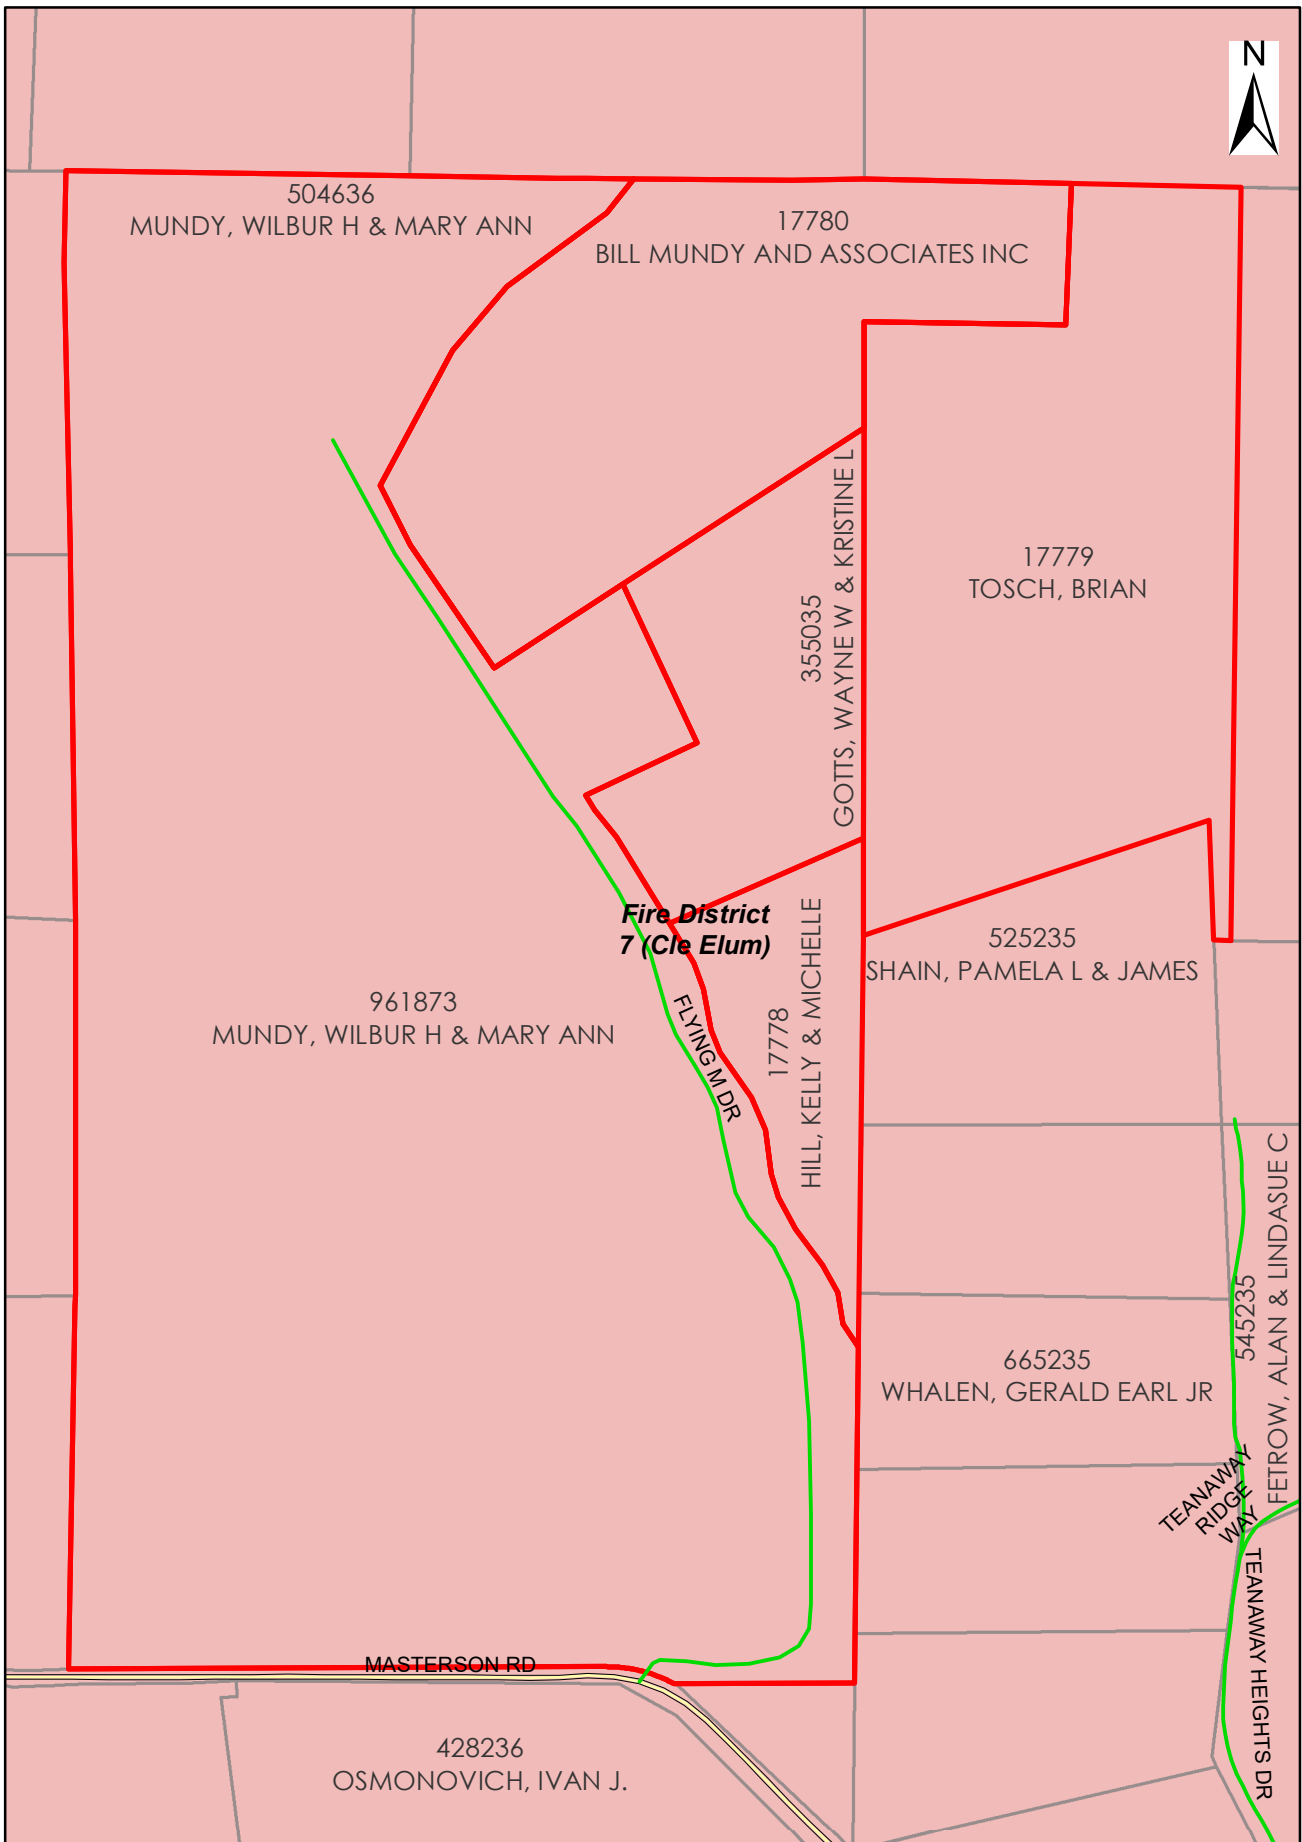 N
504636
MUNDY, WILBUR H & MARY ANN
17780
BILL MUNDY AND ASSOCIATES INC
355035
GOTTS, WAYNE W & KRISTINE L
17779
TOSCH, BRIAN
Fire District
7 (Cle Elum)
525235
SHAIN, PAMELA L & JAMES
961873
MUNDY, WILBUR H & MARY ANN
FLYING M DR
17778
HILL, KELLY & MICHELLE
545235
FETROW, ALAN & LINDASUE C
665235
WHALEN, GERALD EARL JR
TEANAWAY
RIDGE
WAY
TEANAWAY HEIGHTS DR
MASTERSON RD
428236
OSMONOVICH, IVAN J.